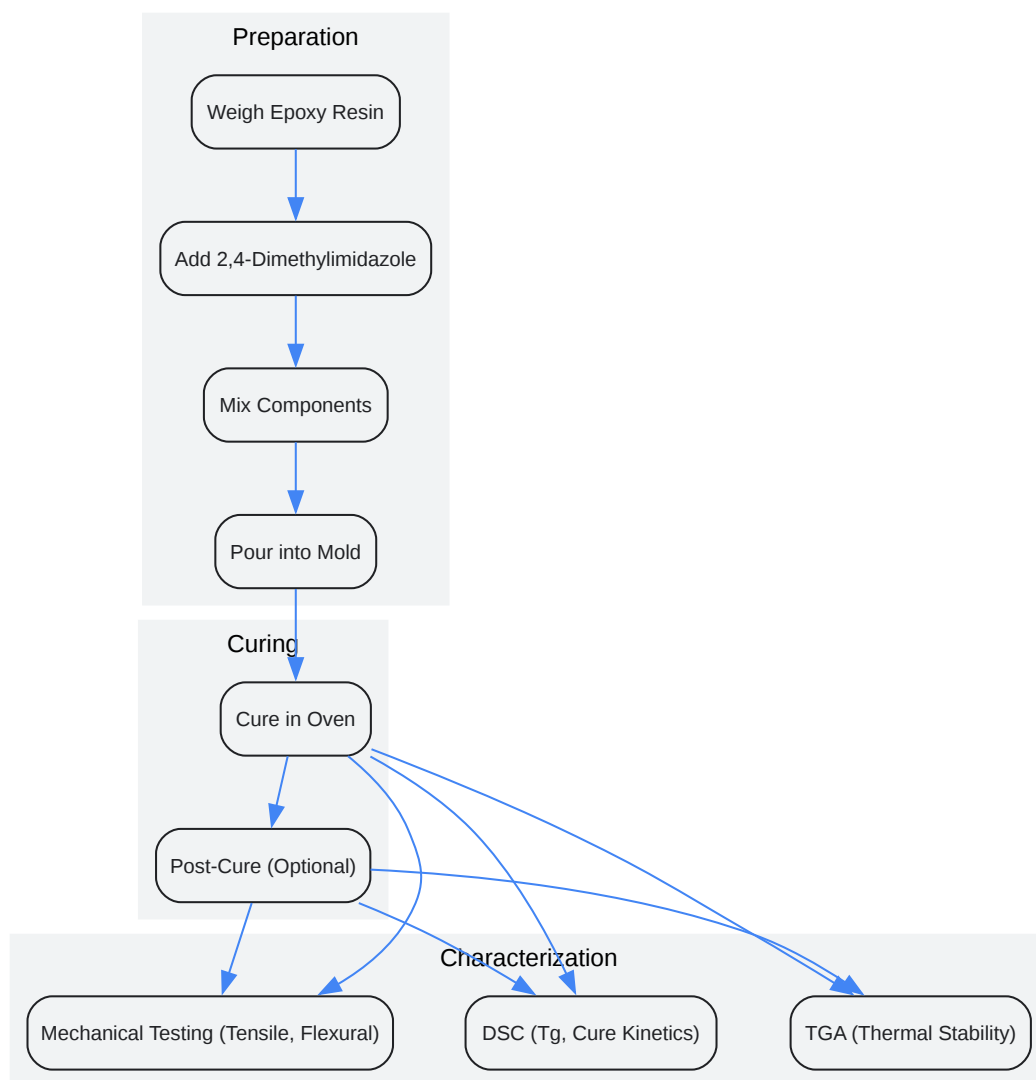 Preparation
Weigh Epoxy Resin
Add 2,4-Dimethylimidazole
Mix Components
Pour into Mold
Curing
Cure in Oven
Post-Cure (Optional)
Characterization
Mechanical Testing (Tensile, Flexural)
DSC (Tg, Cure Kinetics)
TGA (Thermal Stability)